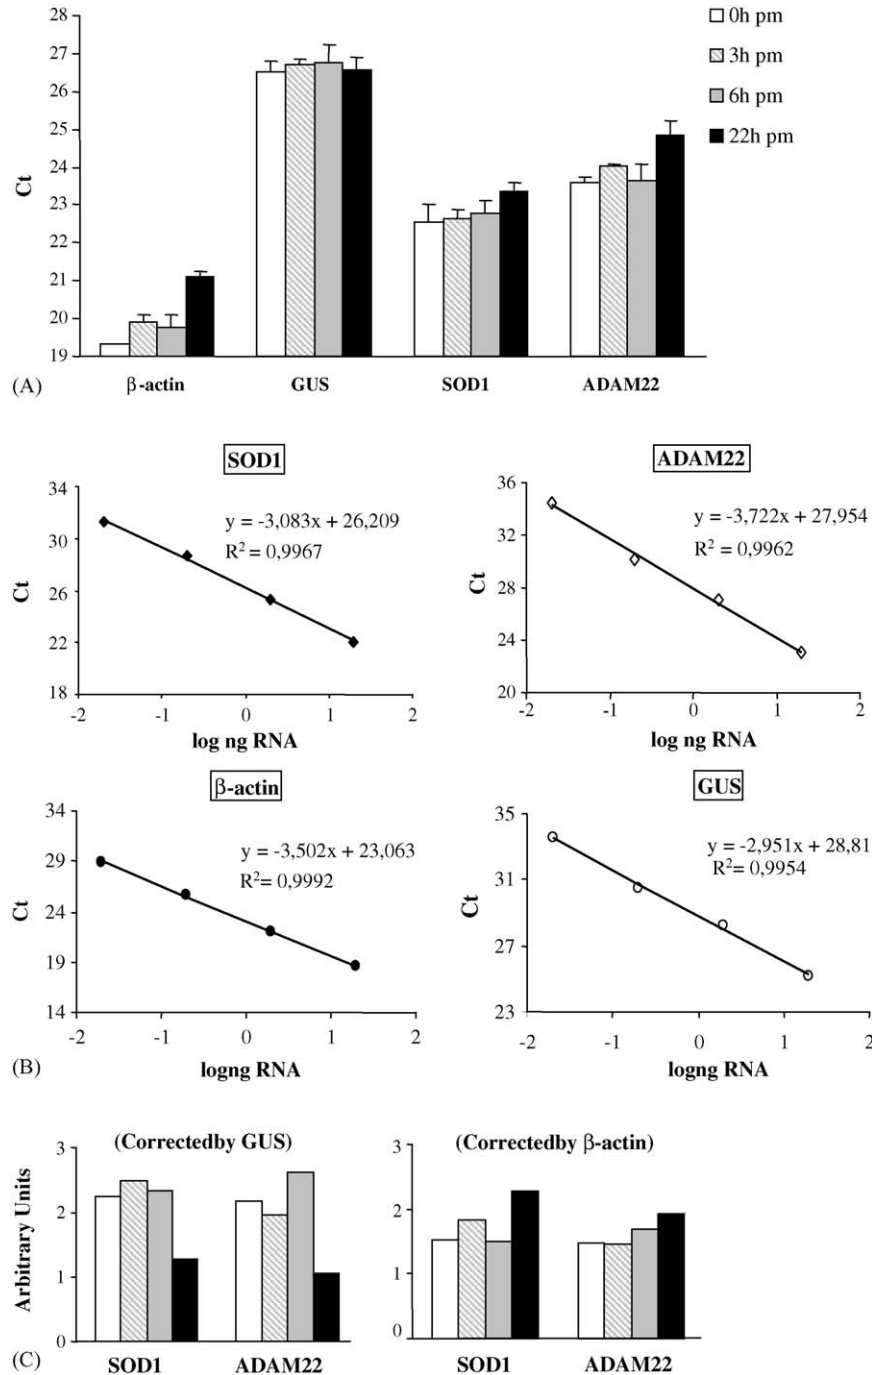 28
27
26
25
24
23
22
21
20
19
Ct
0h pm
3h pm
6h pm
22h pm
(A)
β-actin GUS SOD1 ADAM22
SOD1
34
30
26
22
18
Ct
y = -3,083x + 26,209
R² = 0,9967
-2 -1 0 1 2
log ng RNA
ADAM22
36
32
28
24
20
Ct
y = -3,722x + 27,954
R² = 0,9962
-2 -1 0 1 2
log ng RNA
β-actin
34
29
24
19
14
Ct
y = -3,502x + 23,063
R²= 0,9992
-2 -1 0 1 2
logng RNA
GUS
35
31
27
23
Ct
y = -2,951x + 28,81
R²= 0,9954
-2 -1 0 1 2
logng RNA
(B)
(Correctedby GUS)
3
2
1
0
Arbitrary Units
SOD1 ADAM22
(Correctedby β-actin)
3
2
1
0
SOD1 ADAM22
(C)